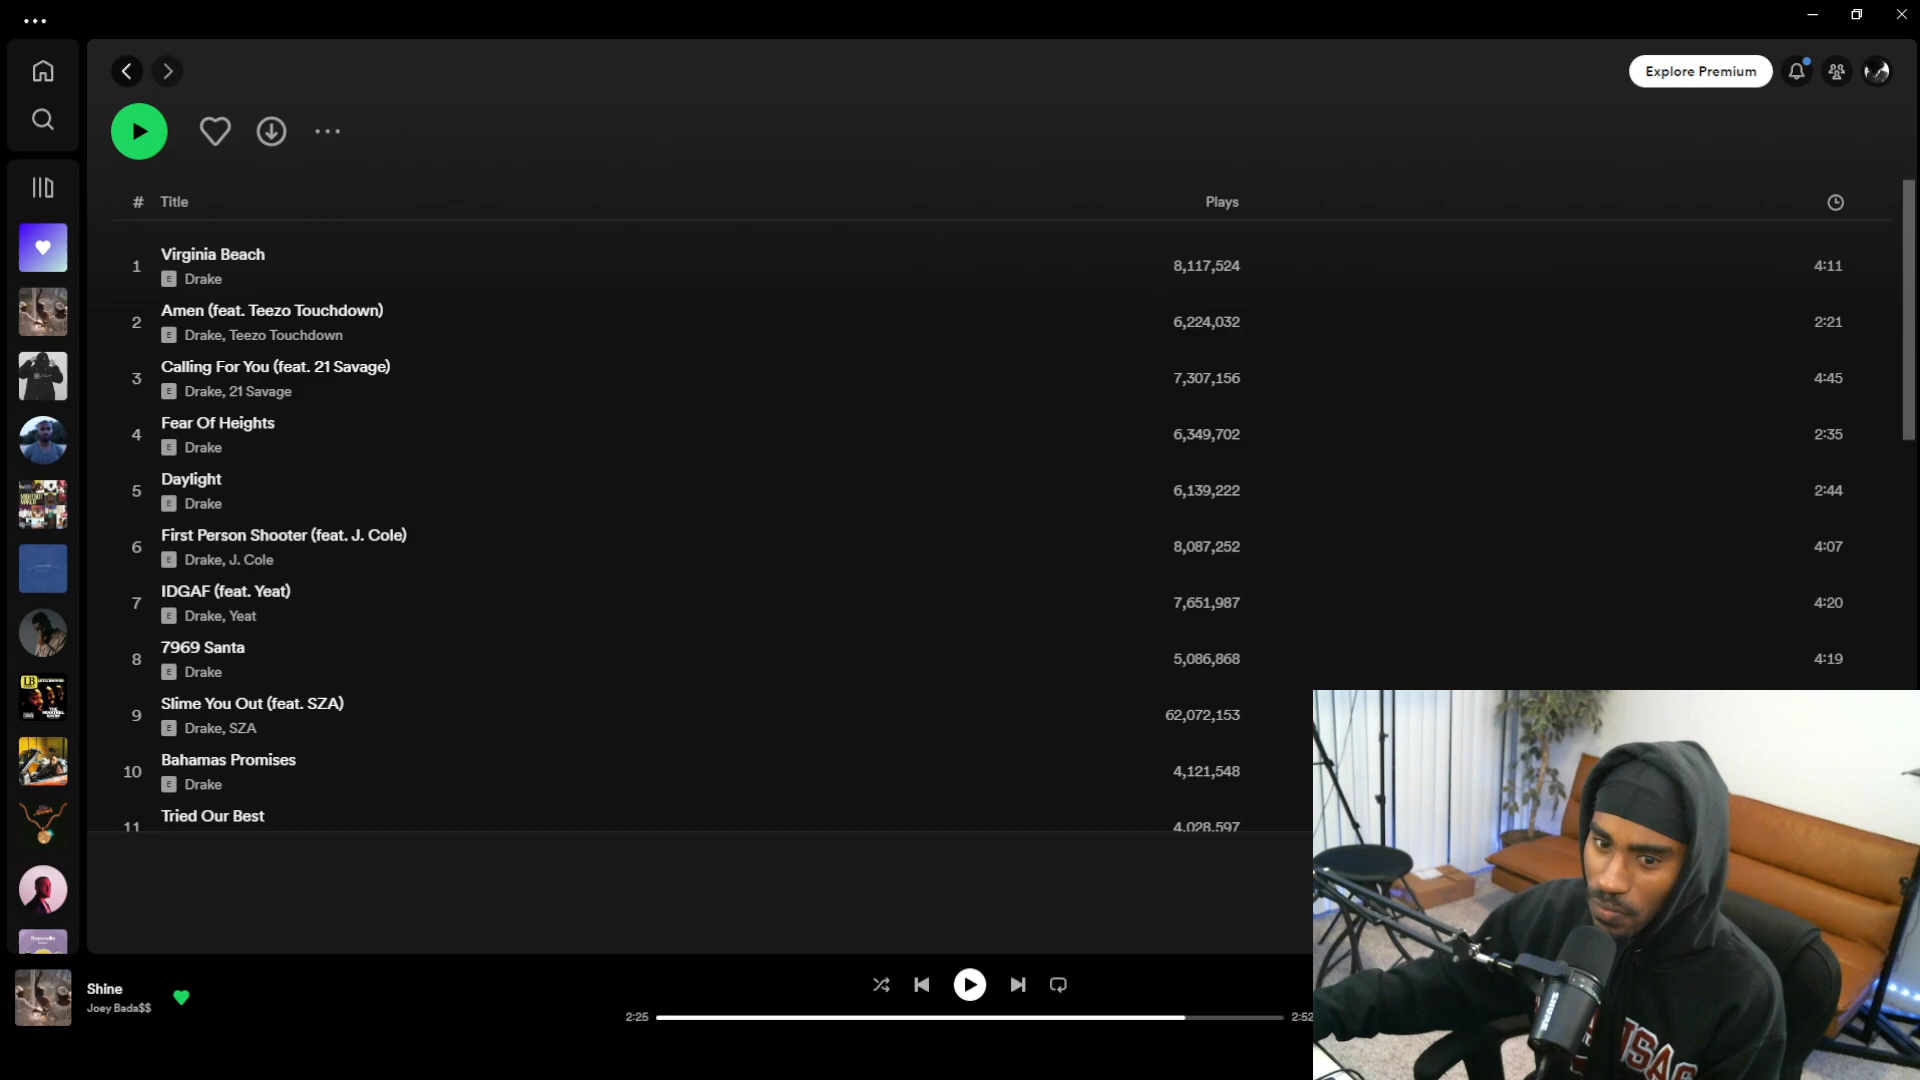 Explore Premium
# Title Plays
1 Virginia Beach 8,117,524 4:11
E Drake
2 Amen (feat. Teezo Touchdown) 6,224,032 2:21
E Drake, Teezo Touchdown
3 Calling For You (feat. 21 Savage) 7,307,156 4:45
E Drake, 21 Savage
4 Fear Of Heights 6,349,702 2:35
E Drake
5 Daylight 6,139,222 2:44
E Drake
6 First Person Shooter (feat. J. Cole) 8,087,252 4:07
E Drake, J. Cole
7 IDGAF (feat. Yeat) 7,651,987 4:20
E Drake, Yeat
8 7969 Santa 5,086,868 4:19
E Drake
9 Slime You Out (feat. SZA) 62,072,153
E Drake, SZA
10 Bahamas Promises 4,121,548
E Drake
11 Tried Our Best 4,028,597
Shine
Joey Bada$$
2:25 2:52
SHURE